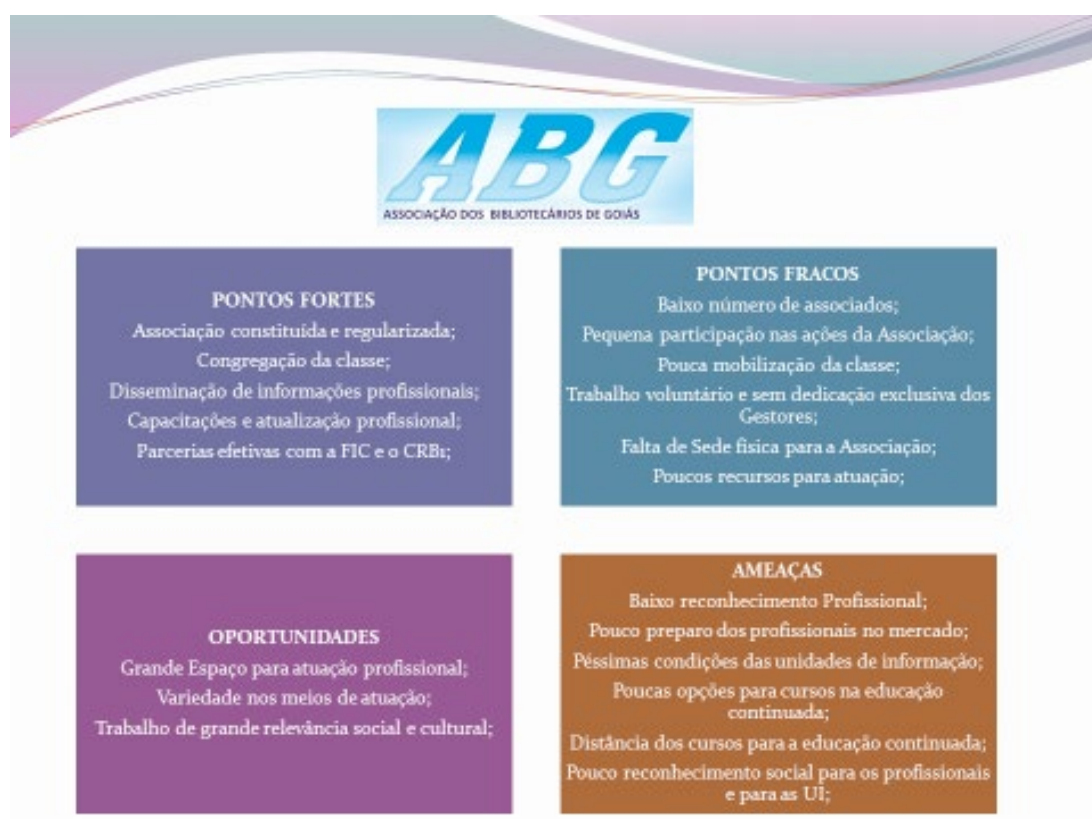 ABG
ASSOCIAÇÃO DOS BIBLIOTECÁRIOS DE GOIÁS
PONTOS FORTES
Associação constituída e regularizada;
Congregação da classe;
Disseminação de informações profissionais;
Capacitações e atualização profissional;
Parcerias efetivas com a FIC e o CRB1;
PONTOS FRACOS
Baixo número de associados;
Pequena participação nas ações da Associação;
Pouca mobilização da classe;
Trabalho voluntário e sem dedicação exclusiva dos
Gestores;
Falta de Sede física para a Associação;
Poucos recursos para atuação;
OPORTUNIDADES
Grande Espaço para atuação profissional;
Variedade nos meios de atuação;
Trabalho de grande relevância social e cultural;
AMEAÇAS
Baixo reconhecimento Profissional;
Pouco preparo dos profissionais no mercado;
Péssimas condições das unidades de informação;
Poucas opções para cursos na educação
continuada;
Distância dos cursos para a educação continuada;
Pouco reconhecimento social para os profissionais
e para as UI;